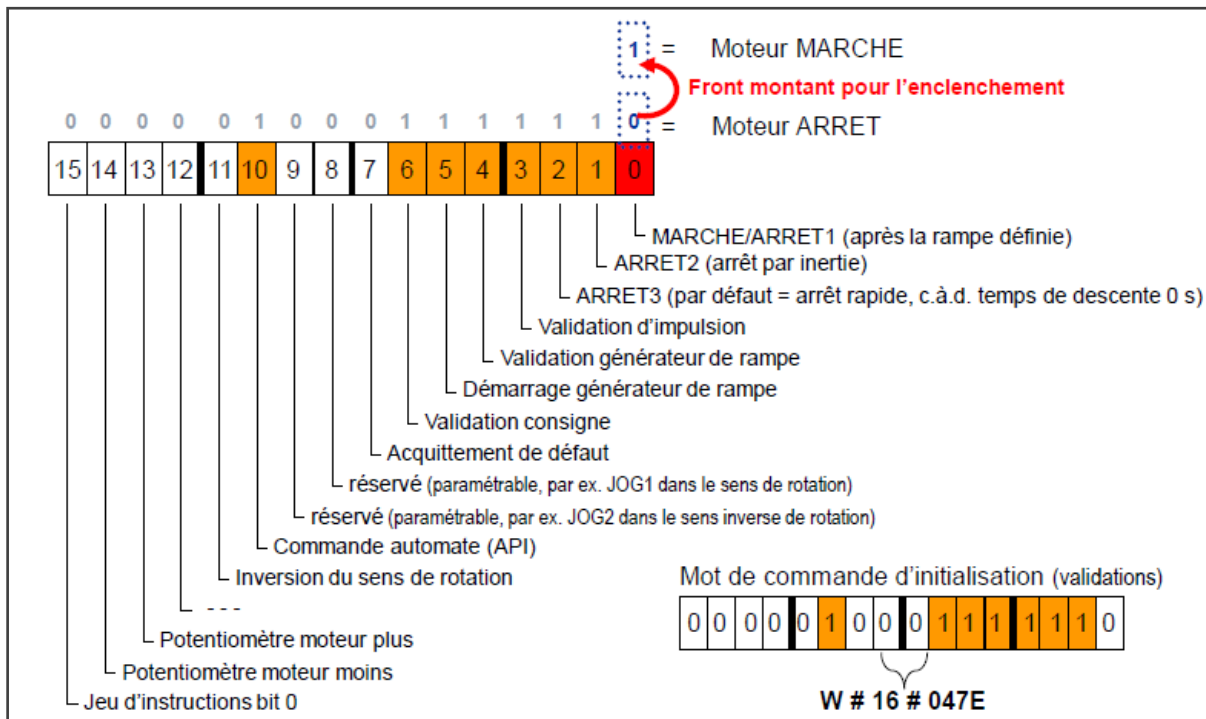 1 = Moteur MARCHE
Front montant pour l'enclenchement
0 0 0 0 0 1 0 0 0 1 1 1 1 1 1 0 = Moteur ARRET
15 14 13 12 11 10 9 8 7 6 5 4 3 2 1 0
MARCHE/ARRET1 (après la rampe définie)
ARRET2 (arrêt par inertie)
ARRET3 (par défaut = arrêt rapide, c.à.d. temps de descente 0 s)
Validation d'impulsion
Validation générateur de rampe
Démarrage générateur de rampe
Validation consigne
Acquittement de défaut
réservé (paramétrable, par ex. JOG1 dans le sens de rotation)
réservé (paramétrable, par ex. JOG2 dans le sens inverse de rotation)
Commande automate (API)
Inversion du sens de rotation
- - -
Potentiomètre moteur plus
Potentiomètre moteur moins
Jeu d'instructions bit 0
Mot de commande d'initialisation (validations)
0 0 0 0 0 1 0 0 0 1 1 1 1 1 1 0
W # 16 # 047E